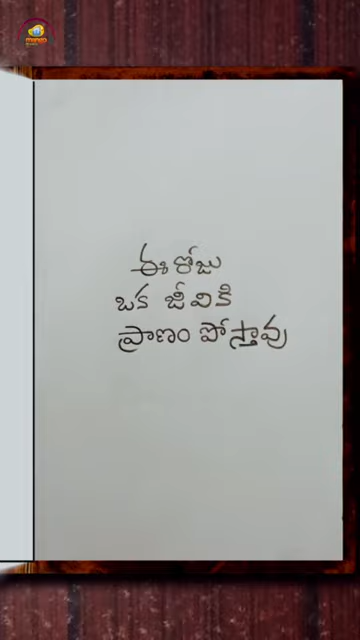 ఈ రోజు
ఒక జీవికి
ప్రాణం పోస్తావు